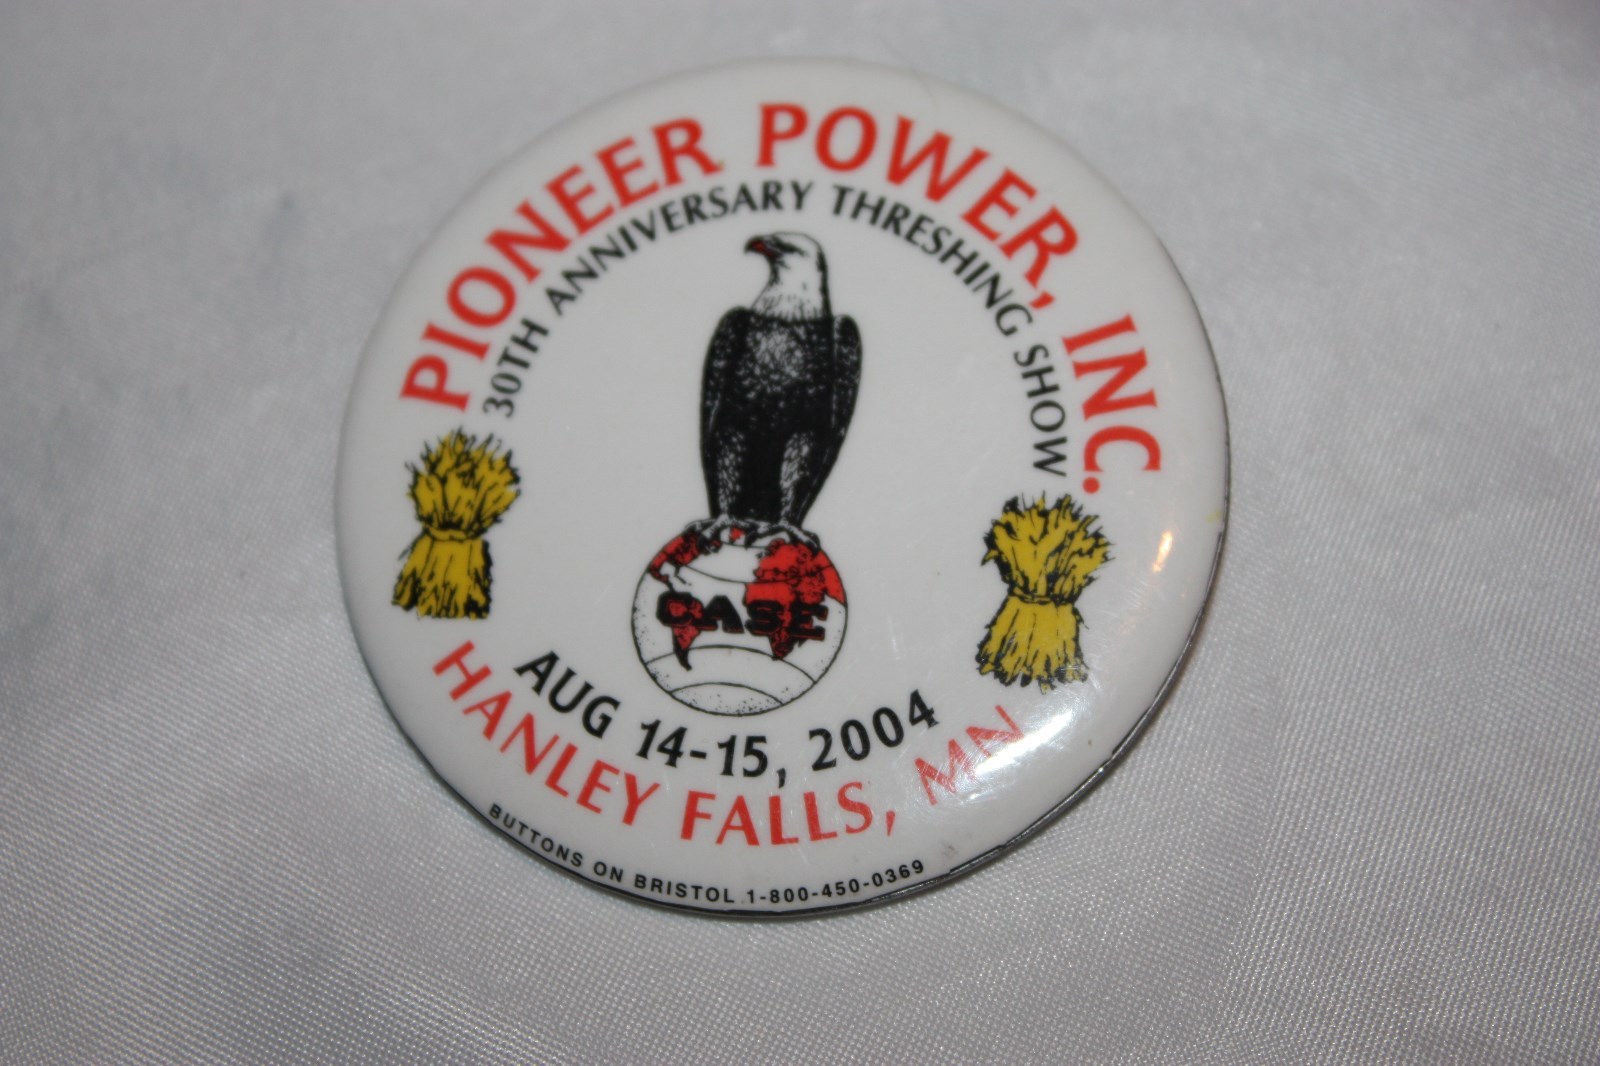 PIONEER POWER, INC.
30TH ANNIVERSARY THRESHING SHOW
CASE
AUG 14-15, 2004
HANLEY FALLS, MN
BUTTONS ON BRISTOL 1-800-450-0369